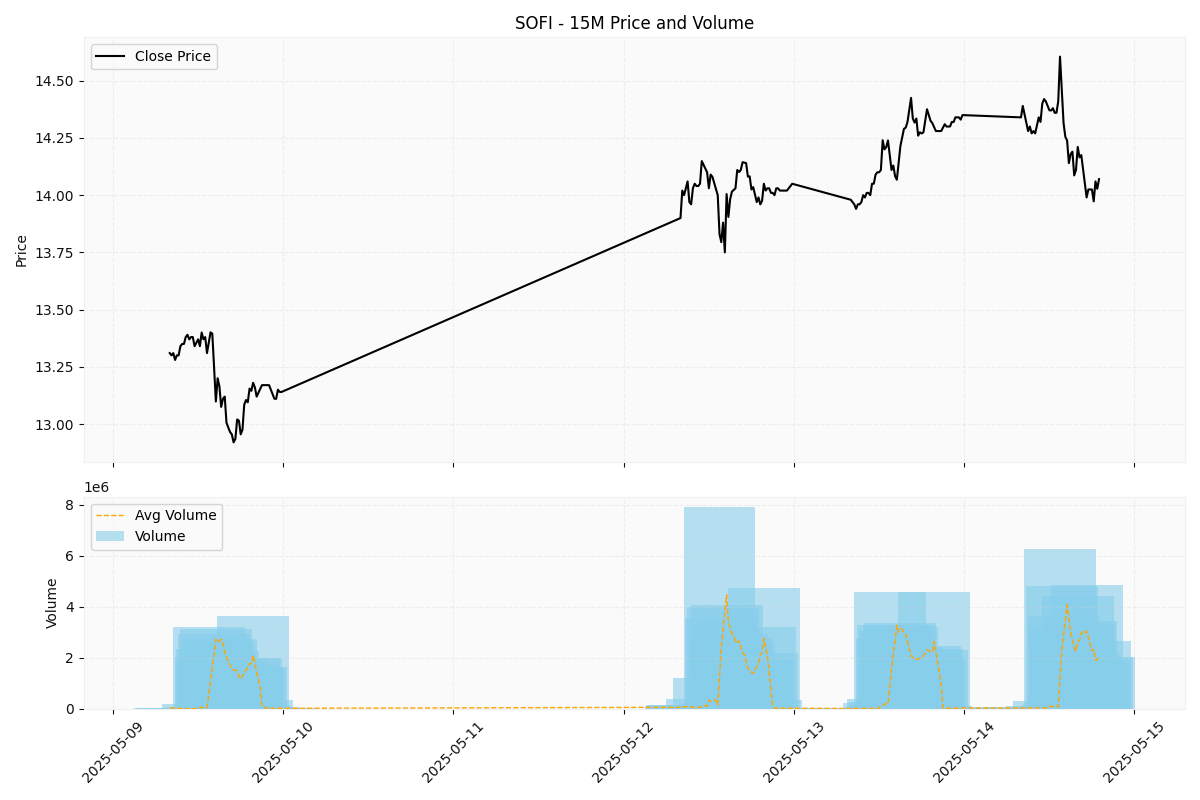 SOFI - 15M Price and Volume
Close Price
14.50
14.25
14.00
13.75
13.50
13.25
13.00
Price
1e6
Avg Volume
Volume
8
6
4
2
0
Volume
2025-05-09
2025-05-10
2025-05-11
2025-05-12
2025-05-13
2025-05-14
2025-05-15